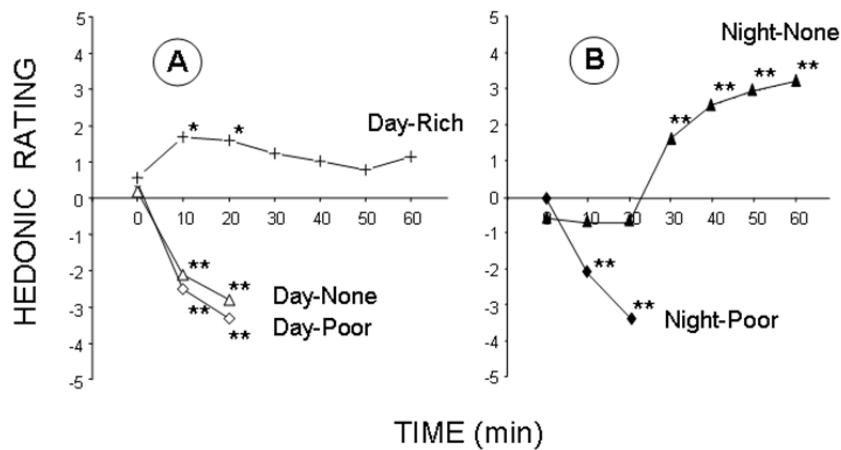 HEDONIC RATING
5
4
3
2
1
0
-1
-2
-3
-4
-5
A
* *
Day-Rich
0 10 20 30 40 50 60
**
**
Day-None
**
Day-Poor
**
5
4
3
2
1
0
-1
-2
-3
-4
-5
B
Night-None
** ** ** **
0 10 20 30 40 50 60
**
**
Night-Poor
TIME (min)